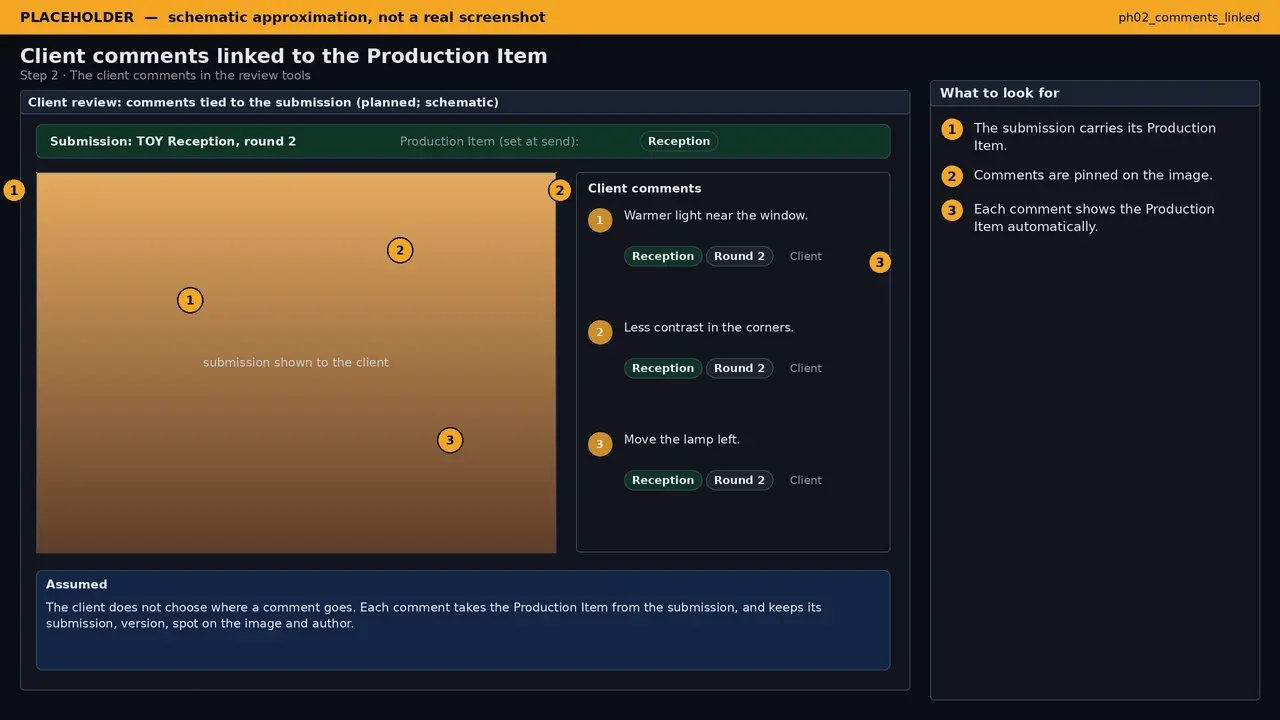 PLACEHOLDER — schematic approximation, not a real screenshot
ph02_comments_linked
Client comments linked to the Production Item
Step 2 · The client comments in the review tools
Client review: comments tied to the submission (planned; schematic)
Submission: TOY Reception, round 2
Production Item (set at send):
Reception
1
2
2
1
submission shown to the client
3
Client comments
1
Warmer light near the window.
Reception
Round 2
Client
3
2
Less contrast in the corners.
Reception
Round 2
Client
3
Move the lamp left.
Reception
Round 2
Client
Assumed
The client does not choose where a comment goes. Each comment takes the Production Item from the submission, and keeps its
submission, version, spot on the image and author.
What to look for
1
The submission carries its Production
Item.
2
Comments are pinned on the image.
3
Each comment shows the Production
Item automatically.